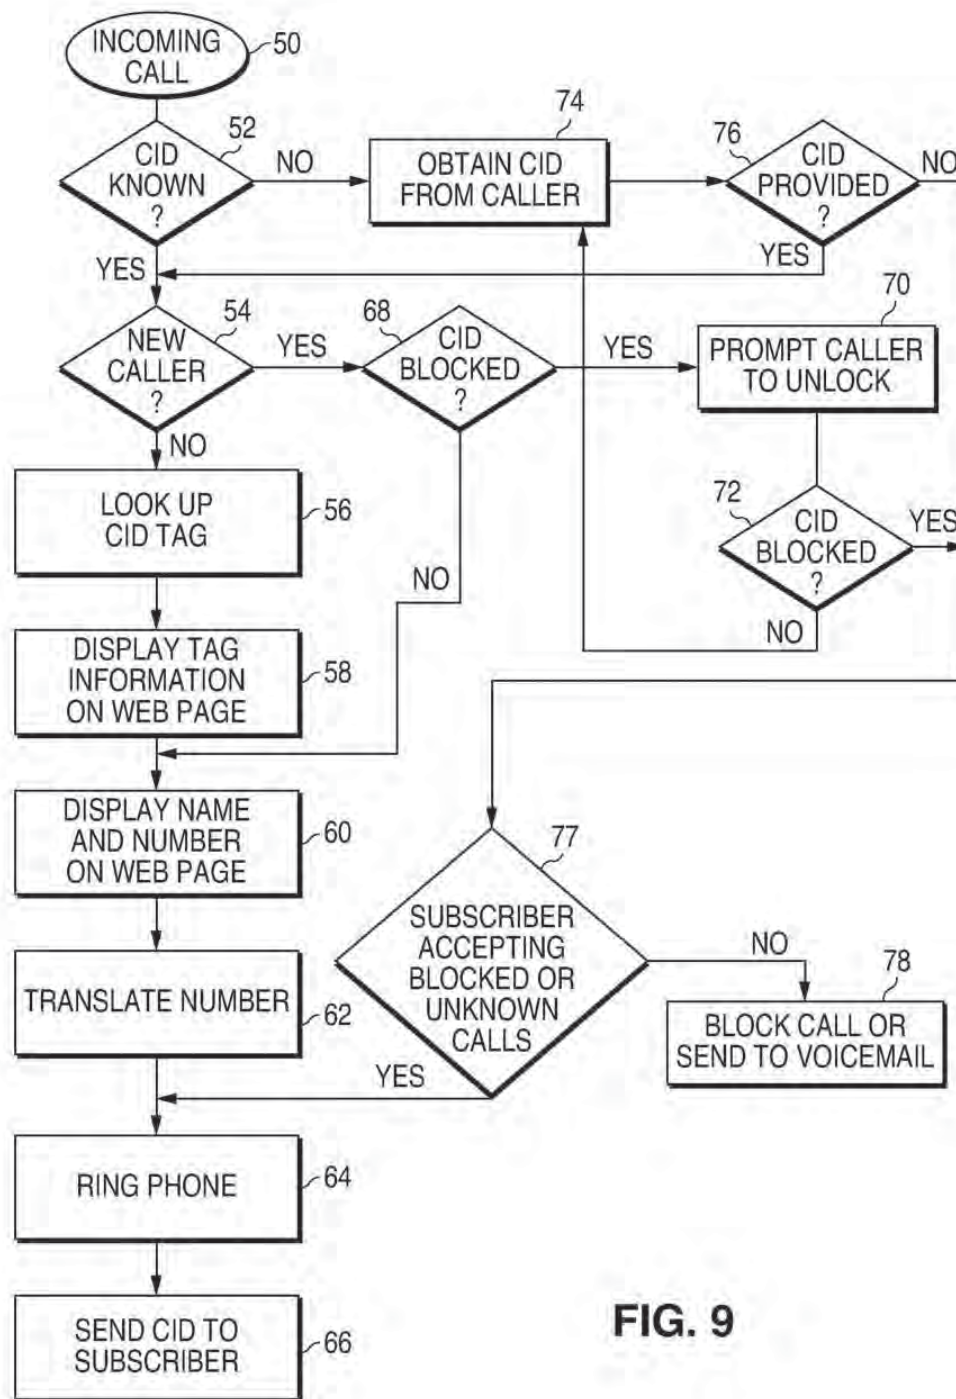 INCOMING
CALL
50
52
CID
KNOWN
?
NO
YES
74
OBTAIN CID
FROM CALLER
76
CID
PROVIDED
?
NO
YES
54
NEW
CALLER
?
YES
NO
68
CID
BLOCKED
?
YES
NO
70
PROMPT CALLER
TO UNLOCK
72
CID
BLOCKED
?
YES
NO
LOOK UP
CID TAG
56
DISPLAY TAG
INFORMATION
ON WEB PAGE
58
DISPLAY NAME
AND NUMBER
ON WEB PAGE
60
77
SUBSCRIBER
ACCEPTING
BLOCKED OR
UNKNOWN
CALLS
NO
YES
78
BLOCK CALL OR
SEND TO VOICEMAIL
TRANSLATE NUMBER
62
RING PHONE
64
SEND CID TO
SUBSCRIBER
66
FIG. 9